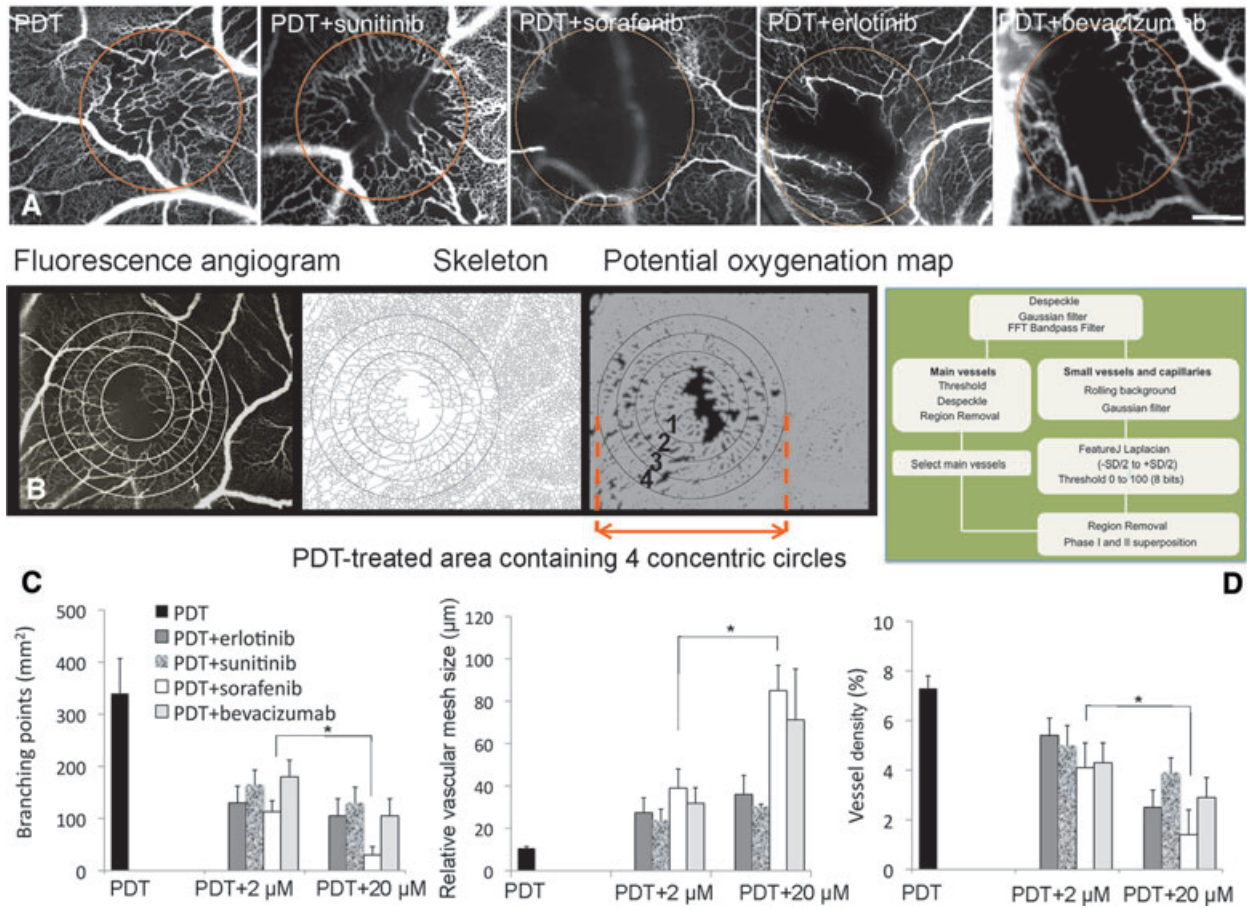 PDT
PDT+sunitinib
PDT+sorafenib
PDT+erlotinib
PDT+bevacizumab
A
Fluorescence angiogram
Skeleton
Potential oxygenation map
B
1
2
3
4
PDT-treated area containing 4 concentric circles
Despeckle
Gaussian filter
FFT Bandpass Filter
Main vessels
Threshold
Despeckle
Region Removal
Select main vessels
Small vessels and capillaries
Rolling background
Gaussian filter
FeatureJ Laplacian
(-SD/2 to +SD/2)
Threshold 0 to 100 (8 bits)
Region Removal
Phase I and II superposition
C
D
Branching points (mm²)
500
400
300
200
100
0
PDT
PDT+erlotinib
PDT+sunitinib
PDT+sorafenib
PDT+bevacizumab
*
PDT
PDT+2 µM
PDT+20 µM
Relative vascular mesh size (µm)
120
100
80
60
40
20
0
*
PDT
PDT+2 µM
PDT+20 µM
Vessel density (%)
10
8
6
4
2
0
*
PDT
PDT+2 µM
PDT+20 µM